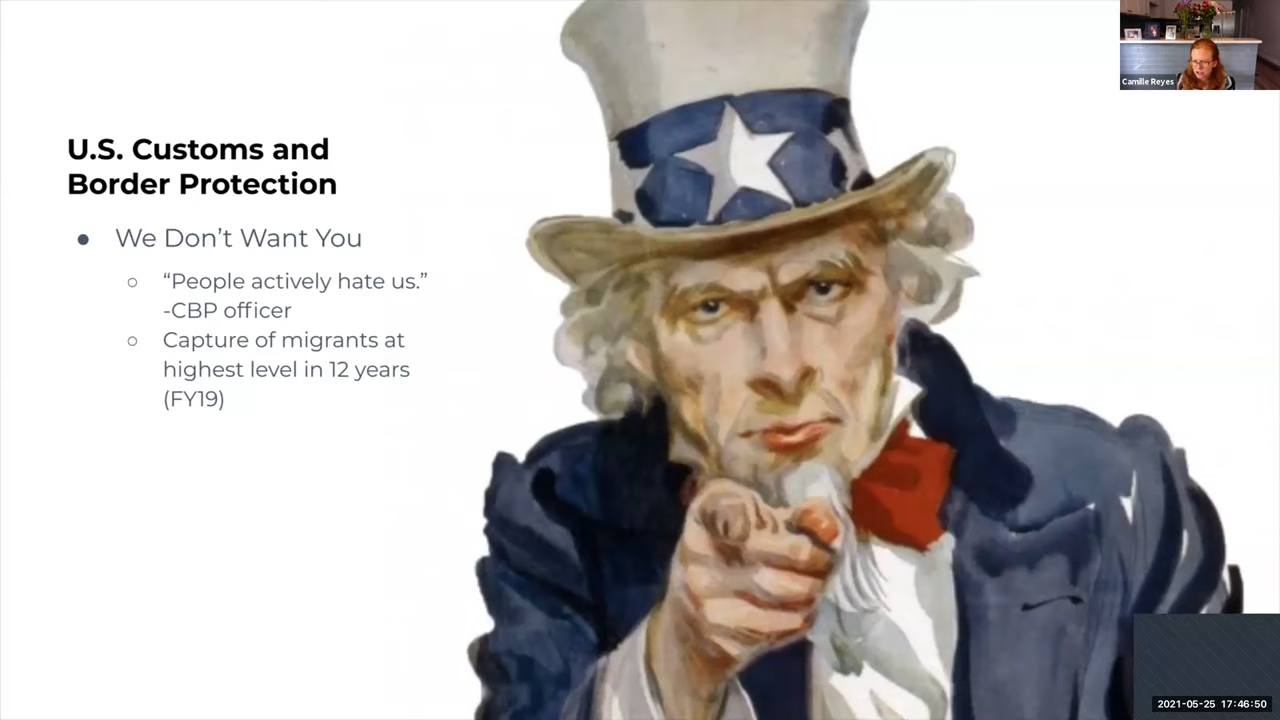 Camille Reyes
U.S. Customs and
Border Protection
● We Don’t Want You
○ “People actively hate us.”
-CBP officer
○ Capture of migrants at
highest level in 12 years
(FY19)
2021-05-25 17:46:50